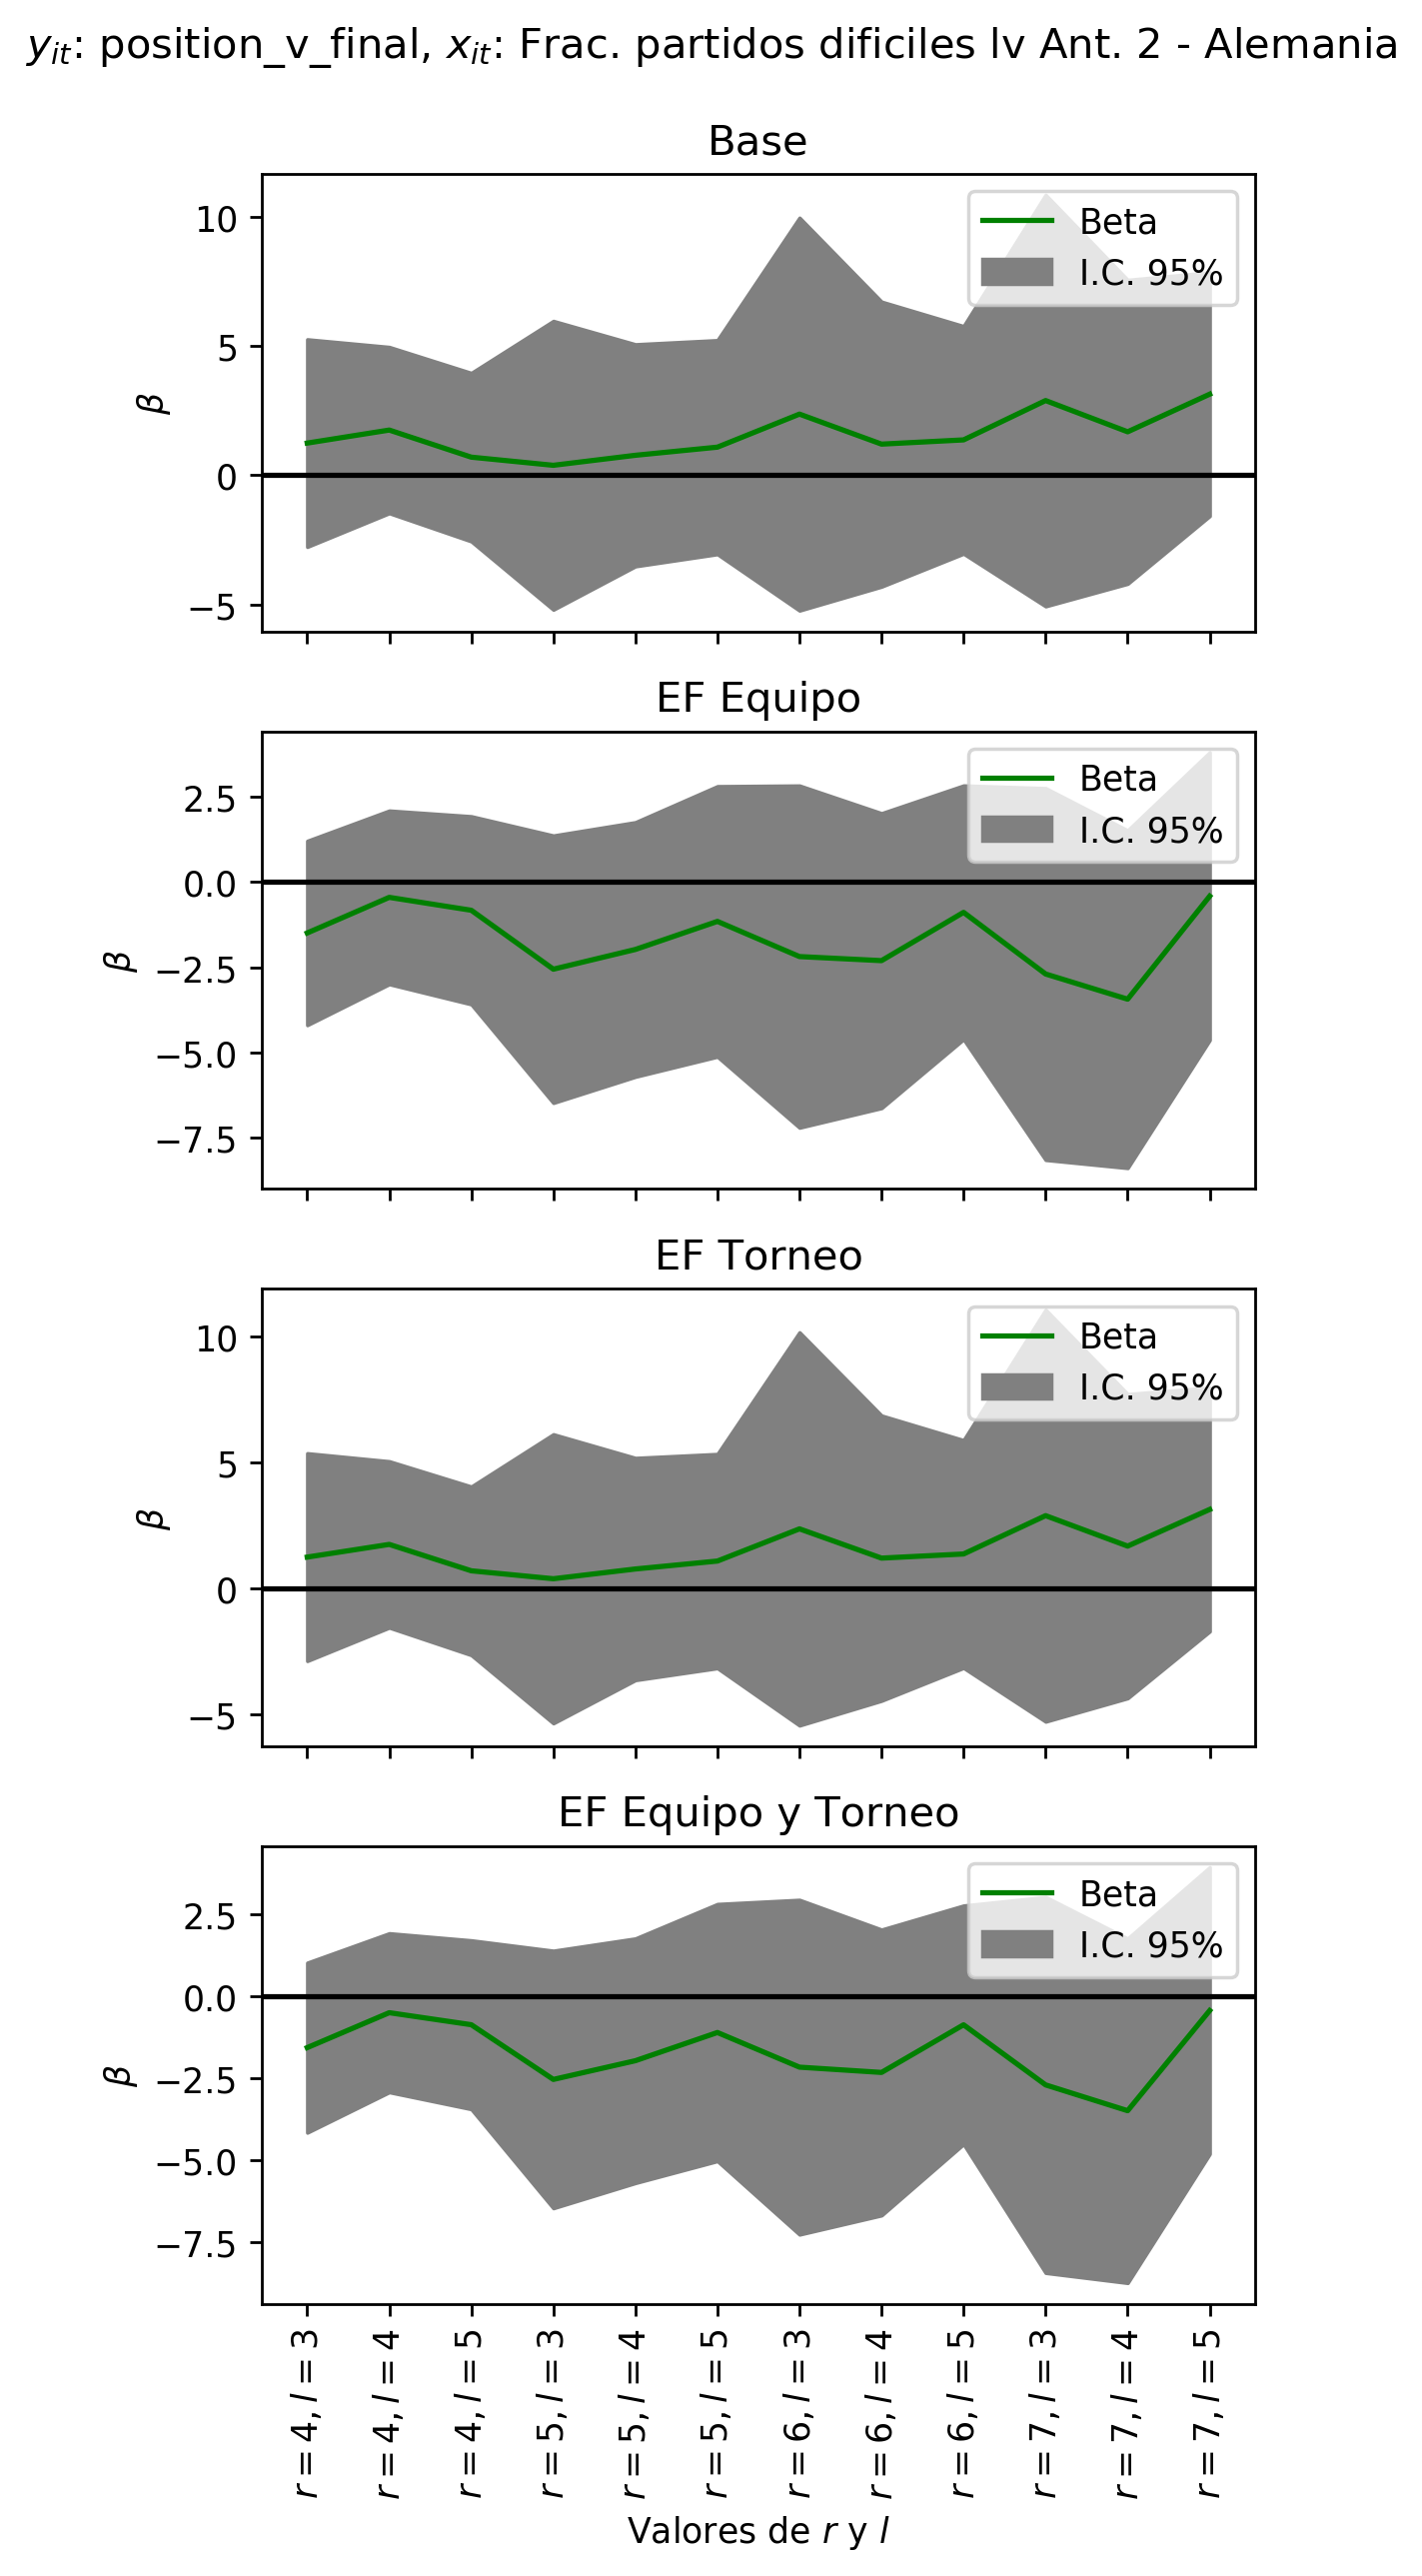 y_it: position_v_final, x_it: Frac. partidos dificiles lv Ant. 2 - Alemania
Base
Beta
I.C. 95%
10
5
0
−5
β
EF Equipo
Beta
I.C. 95%
2.5
0.0
−2.5
−5.0
−7.5
β
EF Torneo
Beta
I.C. 95%
10
5
0
−5
β
EF Equipo y Torneo
Beta
I.C. 95%
2.5
0.0
−2.5
−5.0
−7.5
β
r = 4, l = 3
r = 4, l = 4
r = 4, l = 5
r = 5, l = 3
r = 5, l = 4
r = 5, l = 5
r = 6, l = 3
r = 6, l = 4
r = 6, l = 5
r = 7, l = 3
r = 7, l = 4
r = 7, l = 5
Valores de r y l